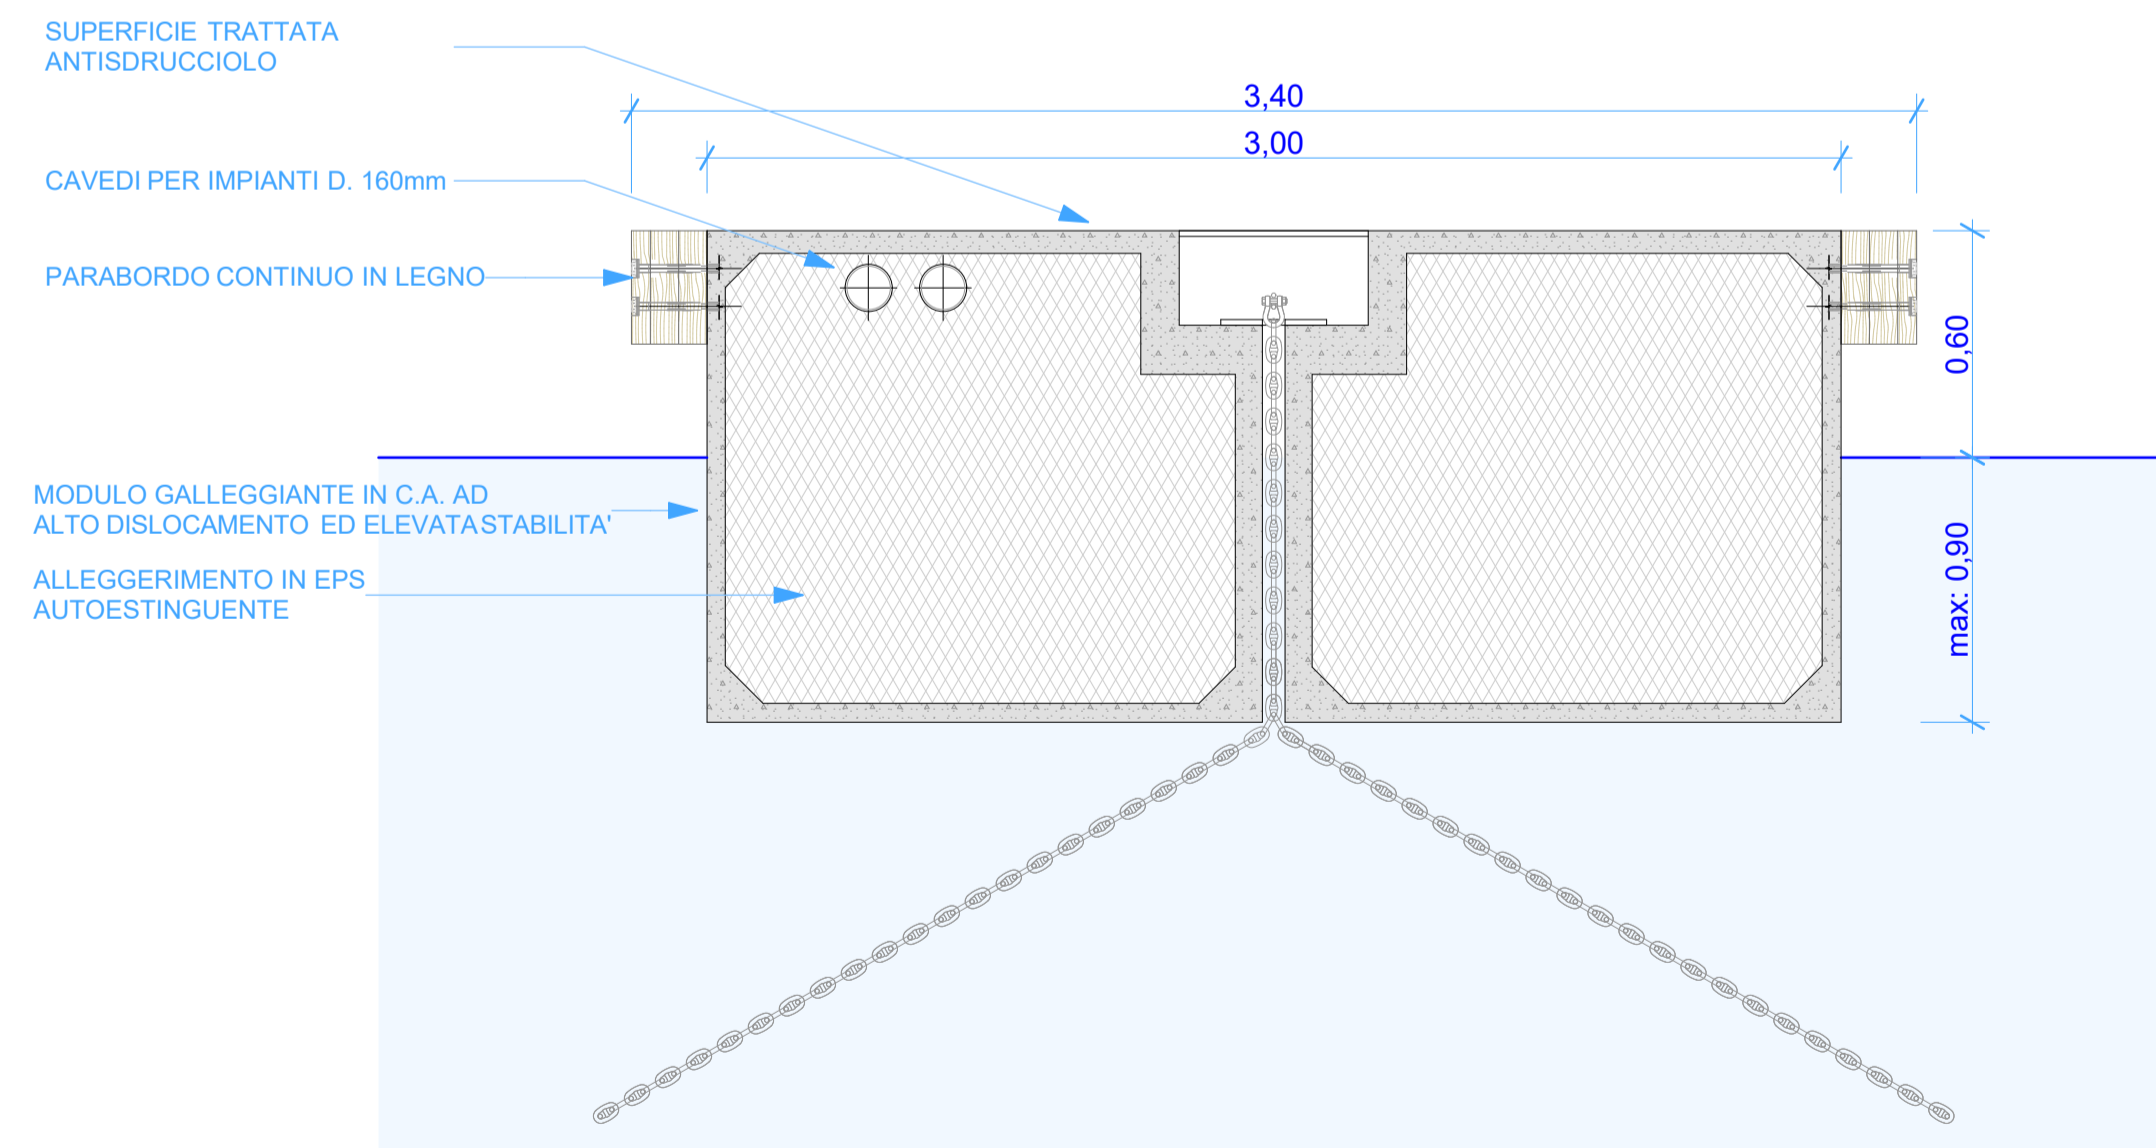 SUPERFICIE TRATTATA
ANTISDRUCCIOLO
3,40
3,00
CAVEDI PER IMPIANTI D. 160mm
PARABORDO CONTINUO IN LEGNO
0,60
MODULO GALLEGGIANTE IN C.A. AD
ALTO DISLOCAMENTO ED ELEVATA STABILITA'
max: 0,90
ALLEGGERIMENTO IN EPS
AUTOESTINGUENTE